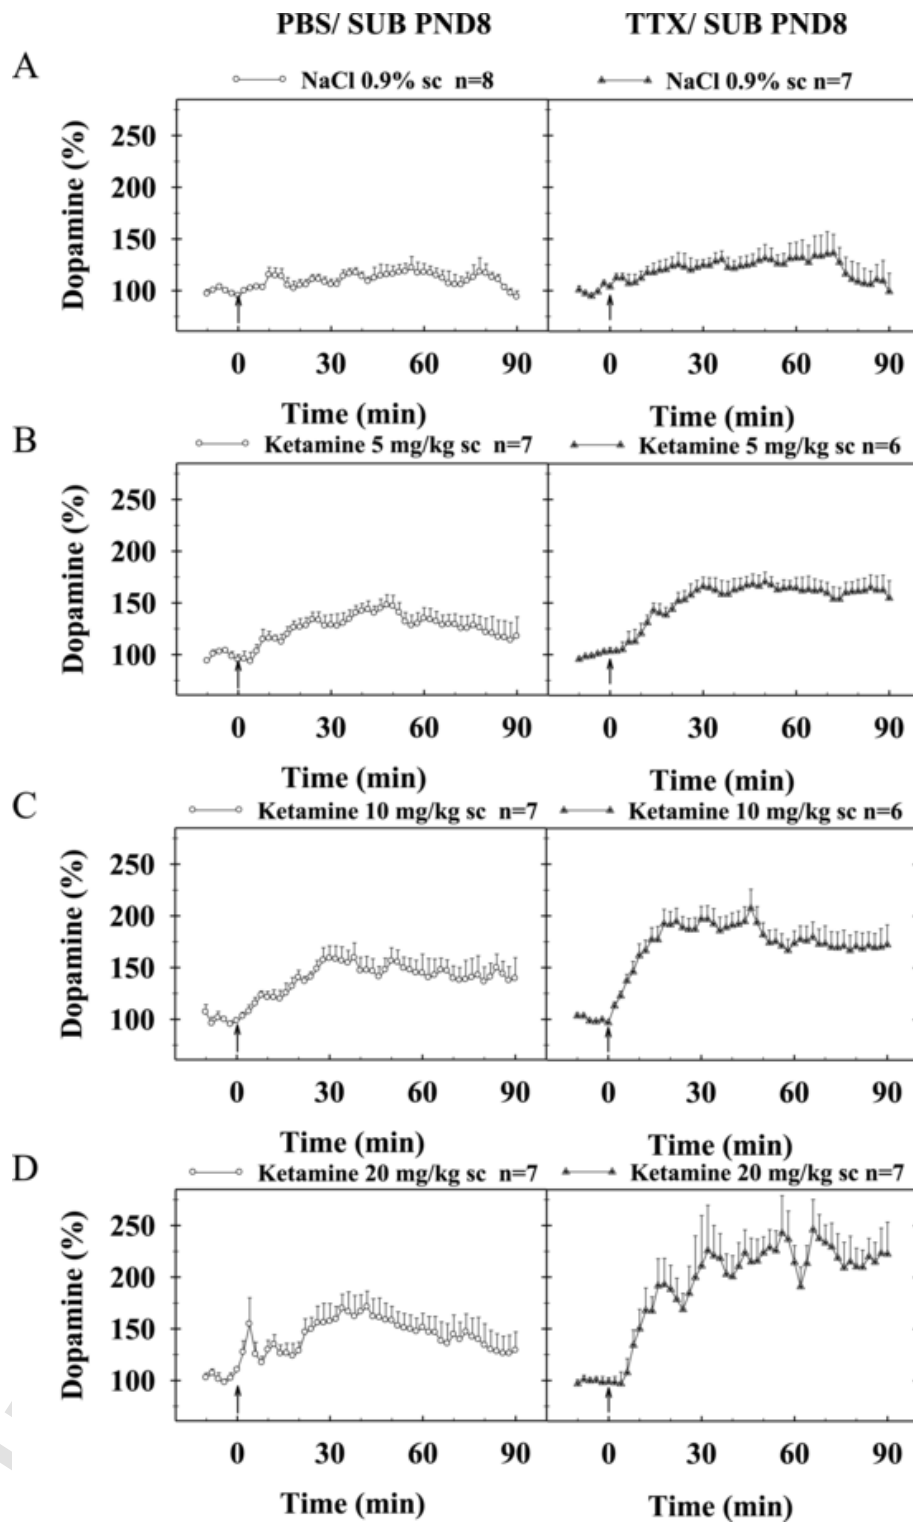 PBS/ SUB PND8 TTX/ SUB PND8
A
NaCl 0.9% sc n=8 NaCl 0.9% sc n=7
Dopamine (%)
250
200
150
100
0 30 60 90 0 30 60 90
Time (min) Time (min)
B
Ketamine 5 mg/kg sc n=7 Ketamine 5 mg/kg sc n=6
Dopamine (%)
250
200
150
100
0 30 60 90 0 30 60 90
Time (min) Time (min)
C
Ketamine 10 mg/kg sc n=7 Ketamine 10 mg/kg sc n=6
Dopamine (%)
250
200
150
100
0 30 60 90 0 30 60 90
Time (min) Time (min)
D
Ketamine 20 mg/kg sc n=7 Ketamine 20 mg/kg sc n=7
Dopamine (%)
250
200
150
100
0 30 60 90 0 30 60 90
Time (min) Time (min)